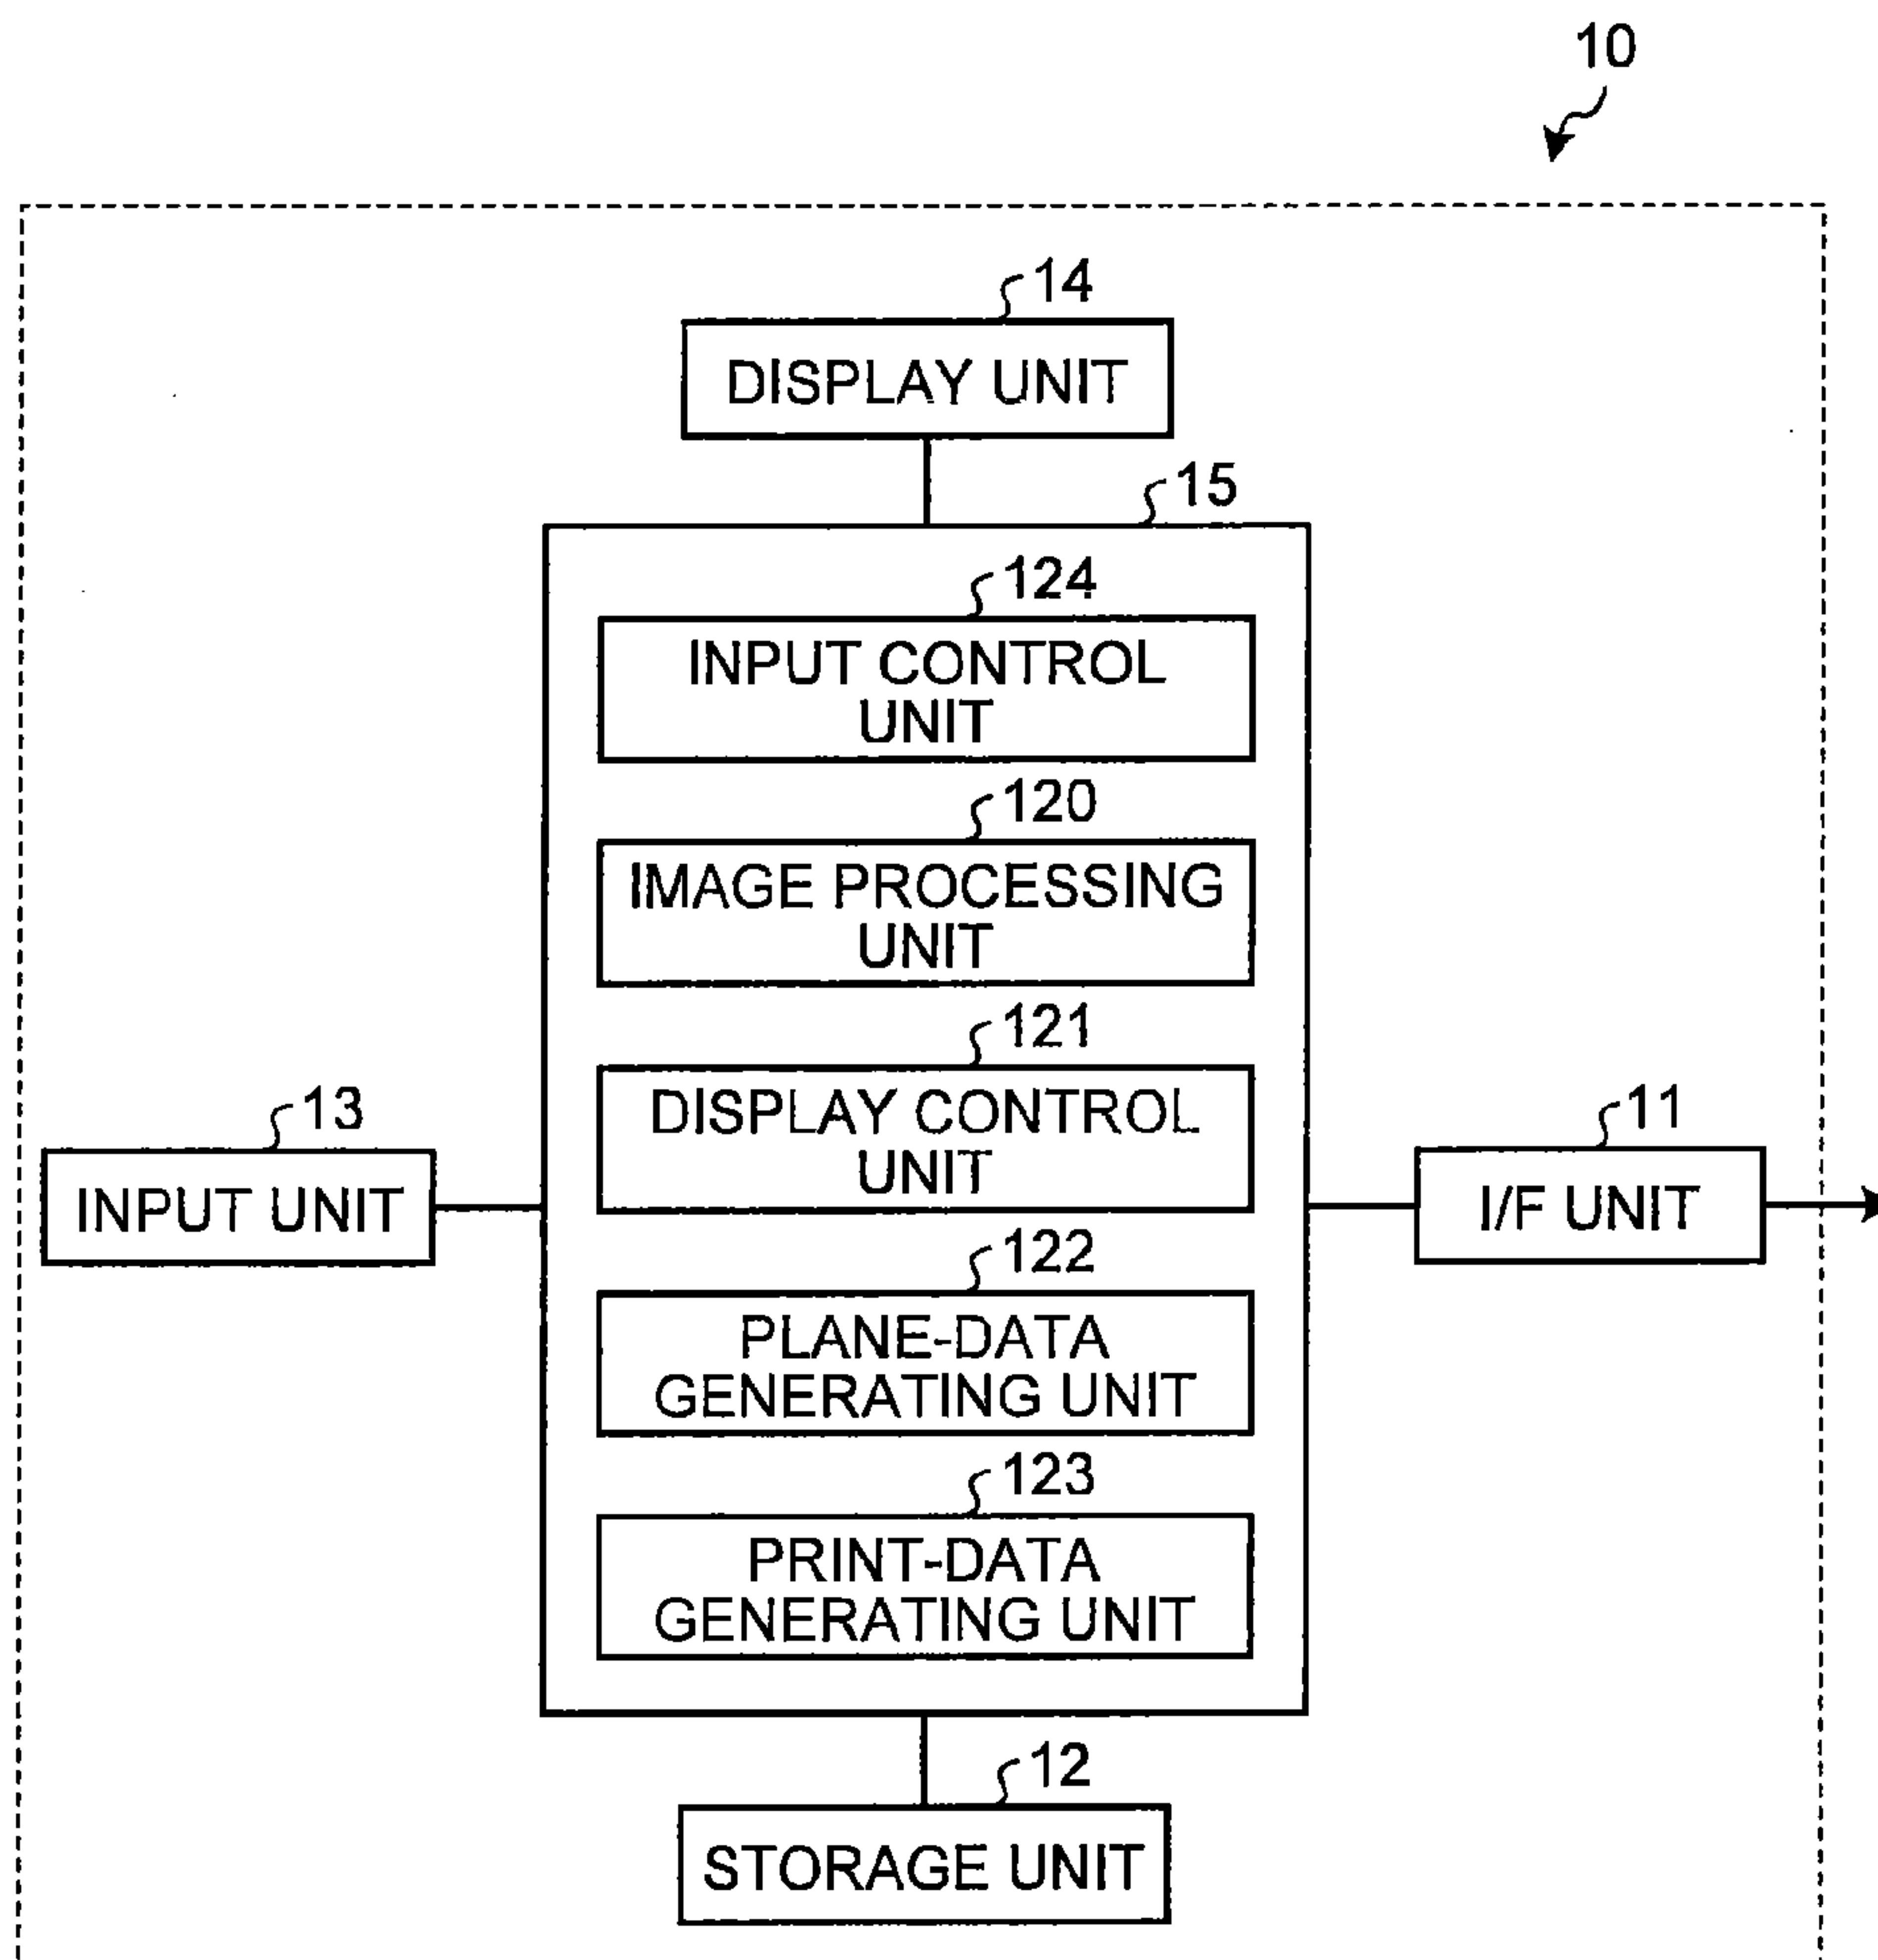 10
14
DISPLAY UNIT
15
124
INPUT CONTROL
UNIT
120
IMAGE PROCESSING
UNIT
121
DISPLAY CONTROL
UNIT
13
INPUT UNIT
11
I/F UNIT
122
PLANE-DATA
GENERATING UNIT
123
PRINT-DATA
GENERATING UNIT
12
STORAGE UNIT